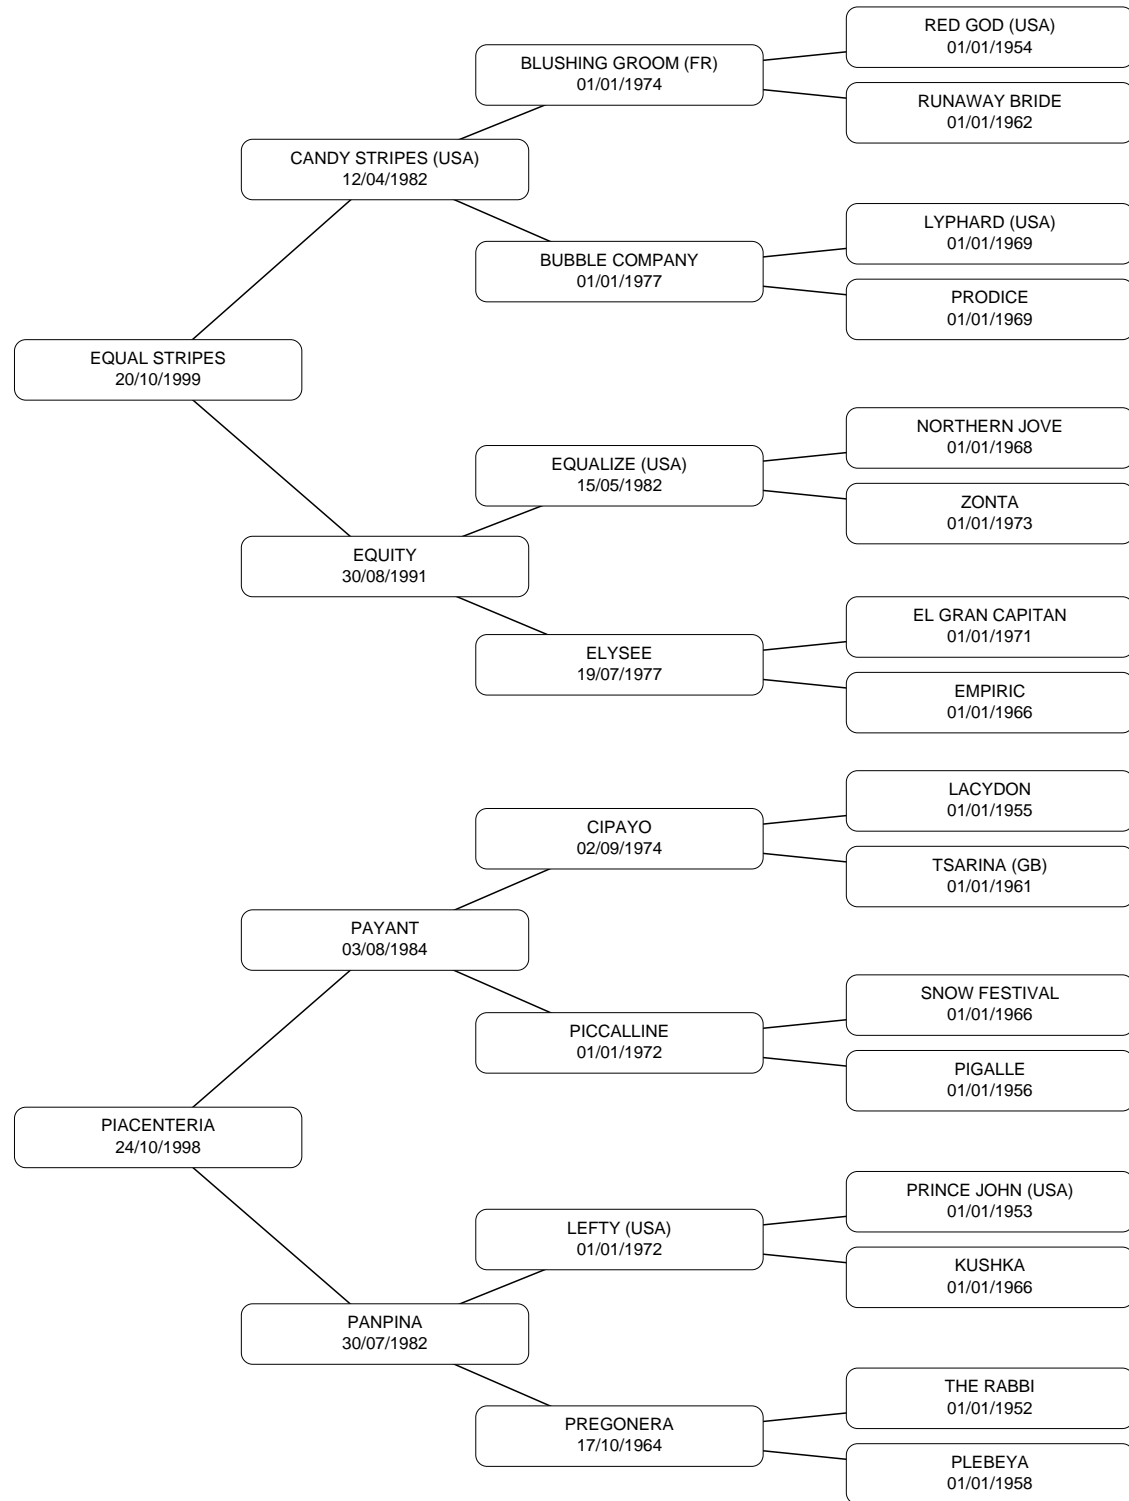 RED GOD (USA)
01/01/1954
BLUSHING GROOM (FR)
01/01/1974
RUNAWAY BRIDE
01/01/1962
CANDY STRIPES (USA)
12/04/1982
LYPHARD (USA)
01/01/1969
BUBBLE COMPANY
01/01/1977
PRODICE
01/01/1969
EQUAL STRIPES
20/10/1999
NORTHERN JOVE
01/01/1968
EQUALIZE (USA)
15/05/1982
ZONTA
01/01/1973
EQUITY
30/08/1991
EL GRAN CAPITAN
01/01/1971
ELYSEE
19/07/1977
EMPIRIC
01/01/1966
LACYDON
01/01/1955
CIPAYO
02/09/1974
TSARINA (GB)
01/01/1961
PAYANT
03/08/1984
SNOW FESTIVAL
01/01/1966
PICCALLINE
01/01/1972
PIGALLE
01/01/1956
PIACENTERIA
24/10/1998
PRINCE JOHN (USA)
01/01/1953
LEFTY (USA)
01/01/1972
KUSHKA
01/01/1966
PANPINA
30/07/1982
THE RABBI
01/01/1952
PREGONERA
17/10/1964
PLEBEYA
01/01/1958